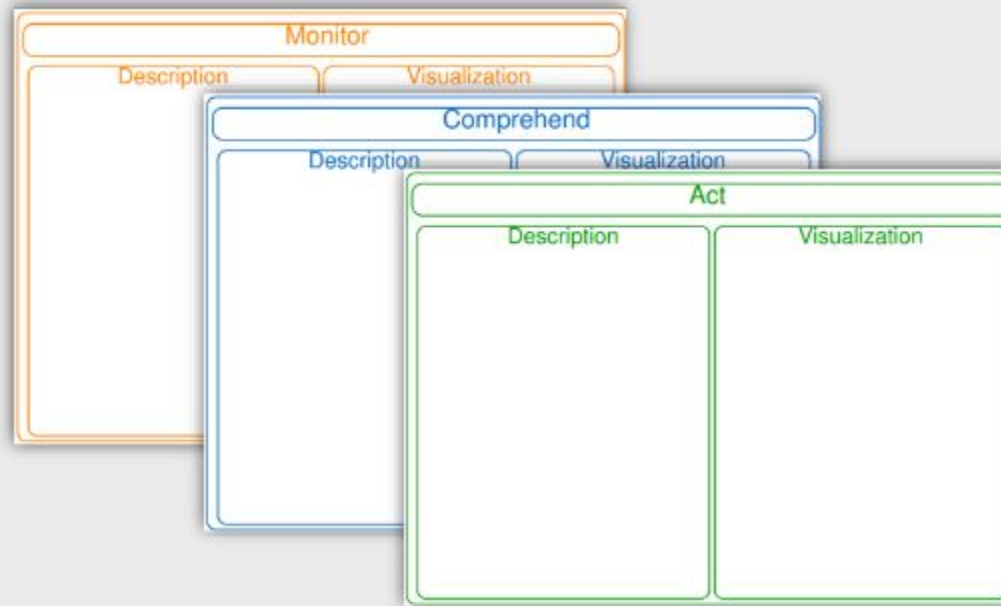 Monitor
Description Visualization
Comprehend
Description Visualization
Act
Description Visualization